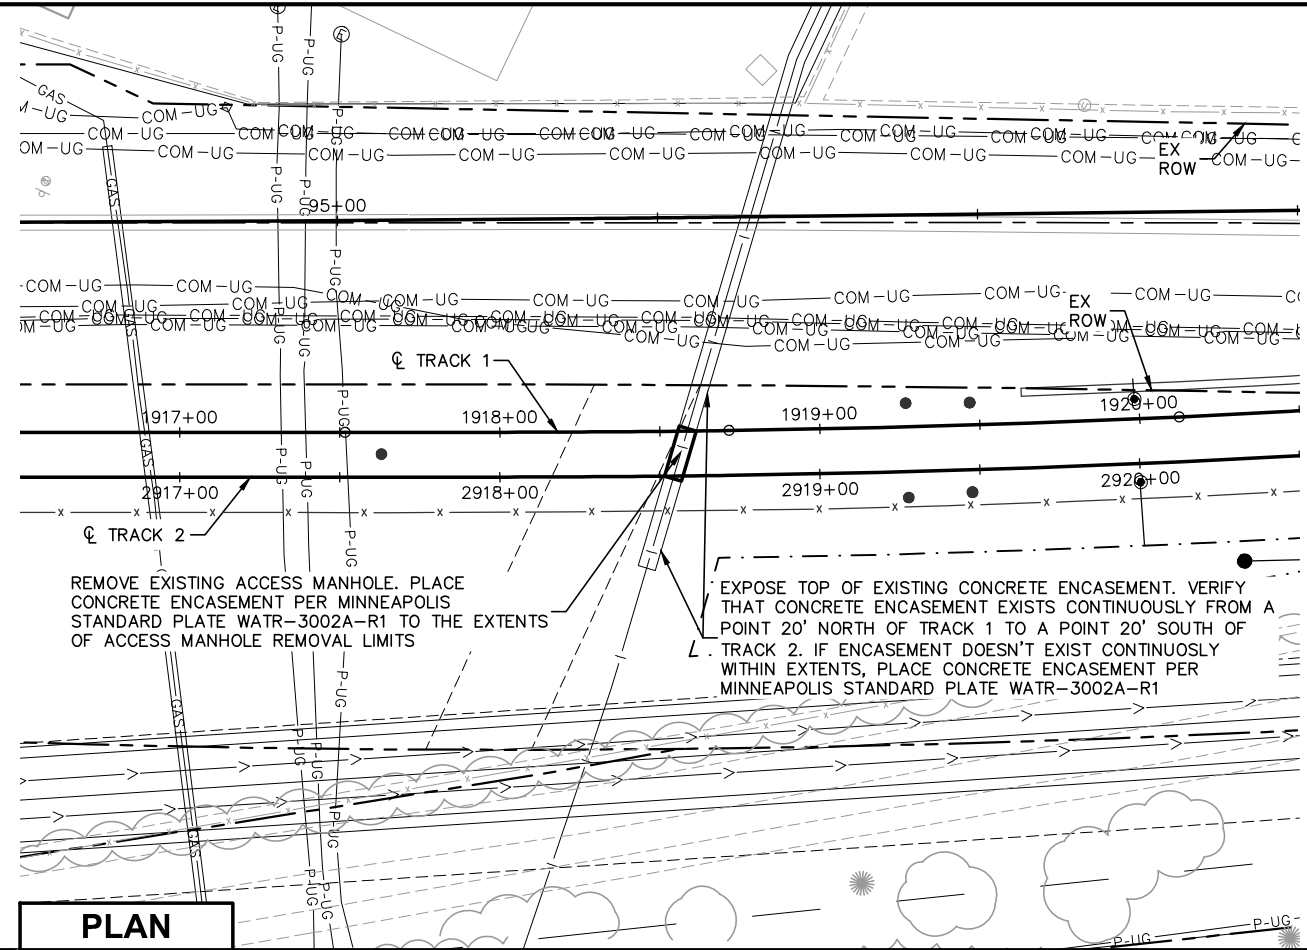 GAS
COM-UG
P-UG
EX
ROW
95+00
COM-UG
EX
ROW
℄ TRACK 1
1917+00
1918+00
1919+00
1920+00
2917+00
2918+00
2919+00
2920+00
℄ TRACK 2
REMOVE EXISTING ACCESS MANHOLE. PLACE
CONCRETE ENCASEMENT PER MINNEAPOLIS
STANDARD PLATE WATR-3002A-R1 TO THE EXTENTS
OF ACCESS MANHOLE REMOVAL LIMITS
EXPOSE TOP OF EXISTING CONCRETE ENCASEMENT. VERIFY
THAT CONCRETE ENCASEMENT EXISTS CONTINUOUSLY FROM A
POINT 20' NORTH OF TRACK 1 TO A POINT 20' SOUTH OF
TRACK 2. IF ENCASEMENT DOESN'T EXIST CONTINUOSLY
WITHIN EXTENTS, PLACE CONCRETE ENCASEMENT PER
MINNEAPOLIS STANDARD PLATE WATR-3002A-R1
GAS
P-UG
PLAN
P-UG
P-UG